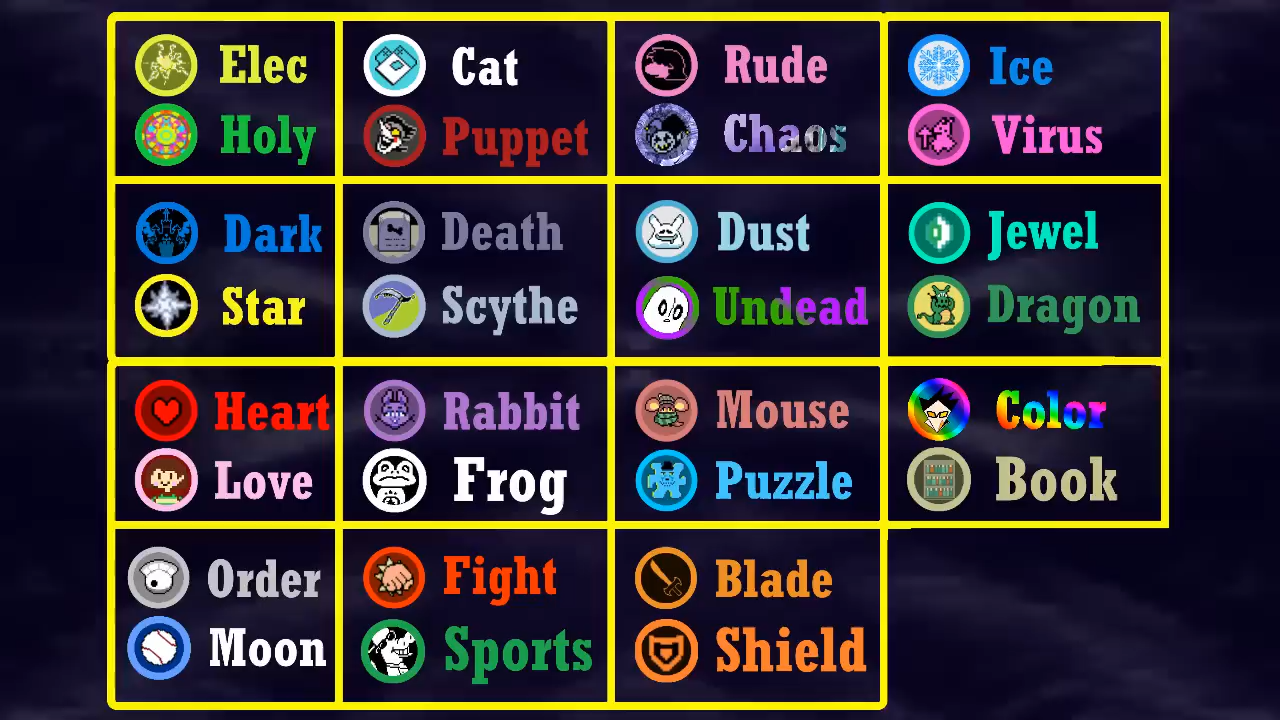 Elec
Holy
Cat
Puppet
Rude
Chaos
Ice
Virus
Dark
Star
Death
Scythe
Dust
Undead
Jewel
Dragon
Heart
Love
Rabbit
Frog
Mouse
Puzzle
Color
Book
Order
Moon
Fight
Sports
Blade
Shield